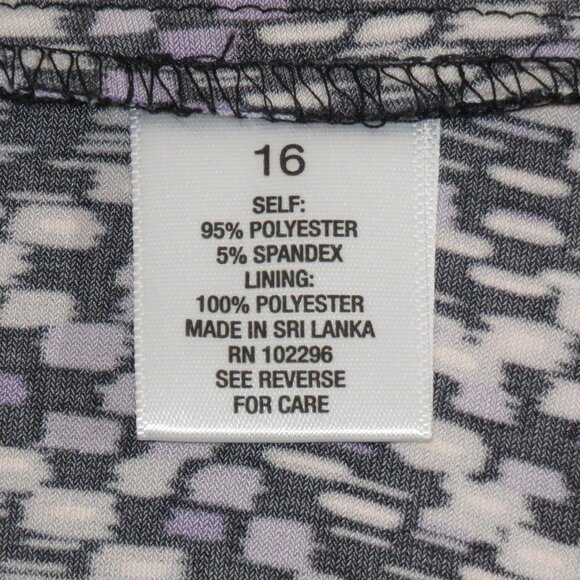 16
SELF:
95% POLYESTER
5% SPANDEX
LINING:
100% POLYESTER
MADE IN SRI LANKA
RN 102296
SEE REVERSE
FOR CARE